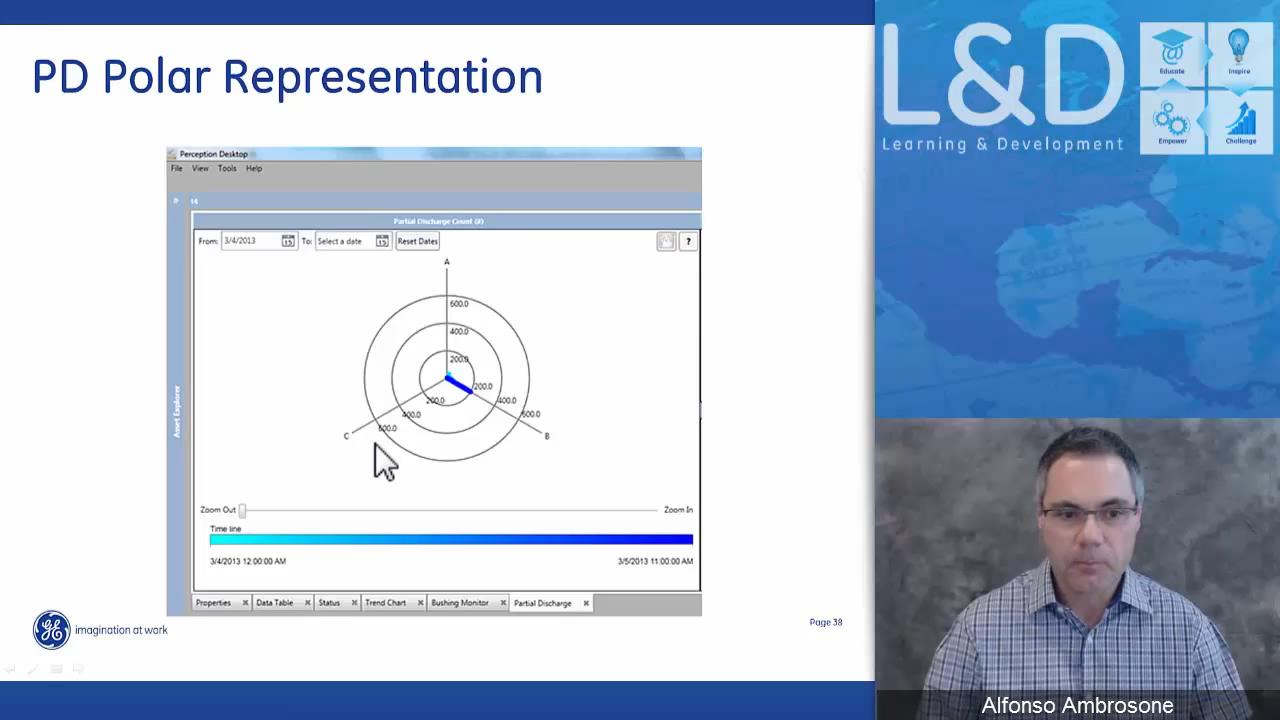 PD Polar Representation
Perception Desktop
File View Tools Help
Partial Discharge Count (#)
From: 3/4/2013 15 To: Select a date 15 Reset Dates ?
A
600.0
400.0
200.0
200.0
200.0
400.0
400.0
600.0
600.0
C
B
Asset Explorer
Zoom Out Zoom In
Time line
3/4/2013 12:00:00 AM 3/5/2013 11:00:00 AM
Properties Data Table Status Trend Chart Bushing Monitor Partial Discharge
imagination at work
Page 38
L&D
Learning & Development
Educate Inspire
Empower Challenge
Alfonso Ambrosone